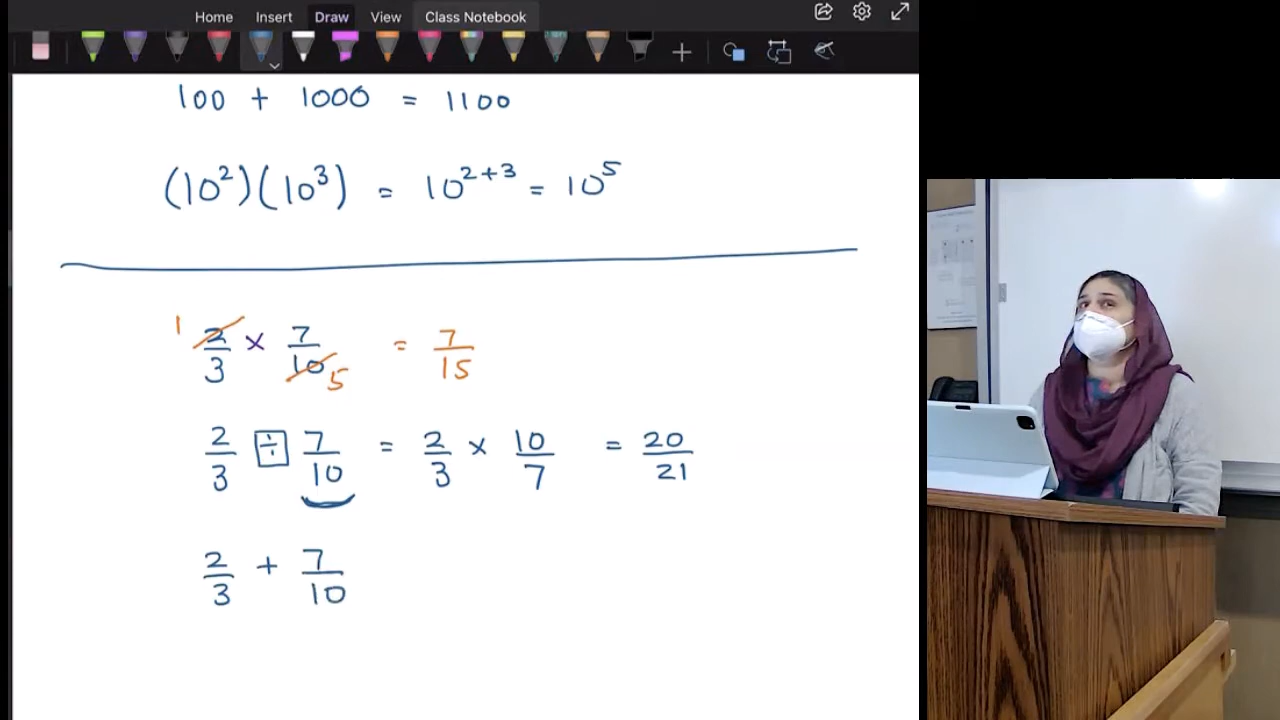 Home Insert Draw View Class Notebook
100 + 1000 = 1100
(10²)(10³) = 10²⁺³ = 10⁵
1 2/3 × 7/10 5 = 7/15
2/3 ÷ 7/10 = 2/3 × 10/7 = 20/21
2/3 + 7/10